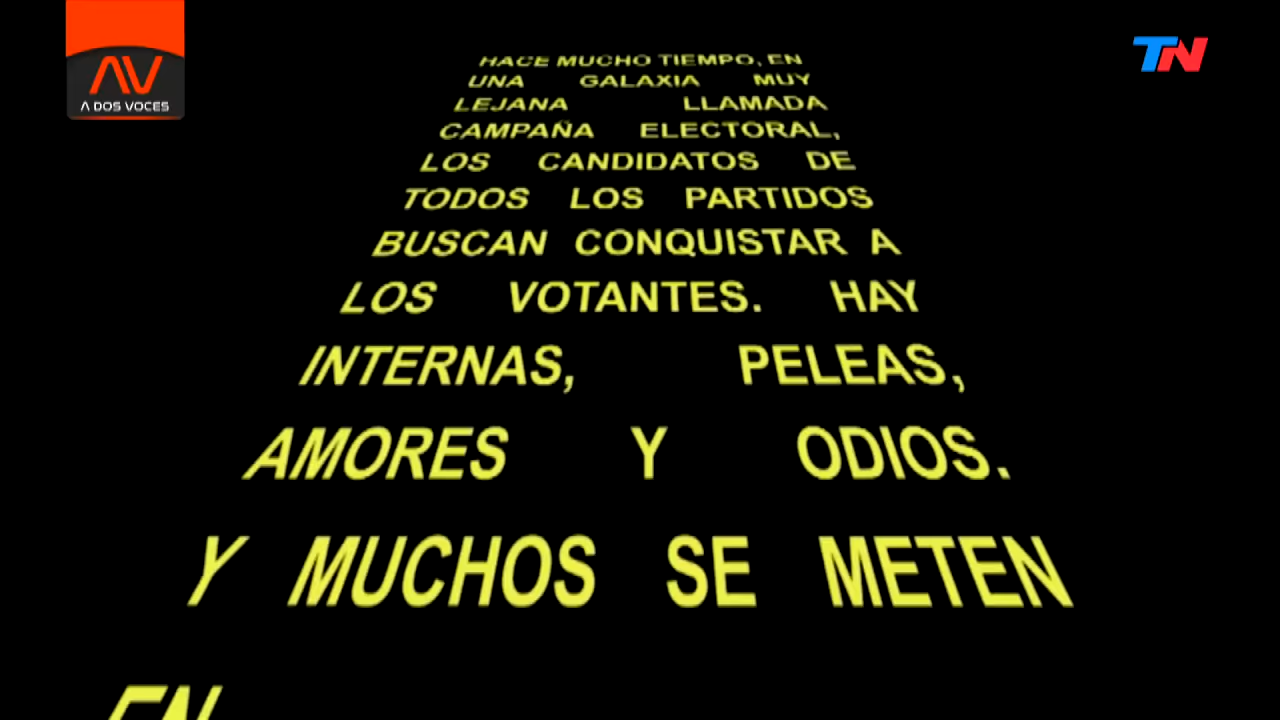 A DOS VOCES
TN
HACE MUCHO TIEMPO, EN
UNA GALAXIA MUY
LEJANA LLAMADA
CAMPAÑA ELECTORAL,
LOS CANDIDATOS DE
TODOS LOS PARTIDOS
BUSCAN CONQUISTAR A
LOS VOTANTES. HAY
INTERNAS, PELEAS,
AMORES Y ODIOS.
Y MUCHOS SE METEN
EN